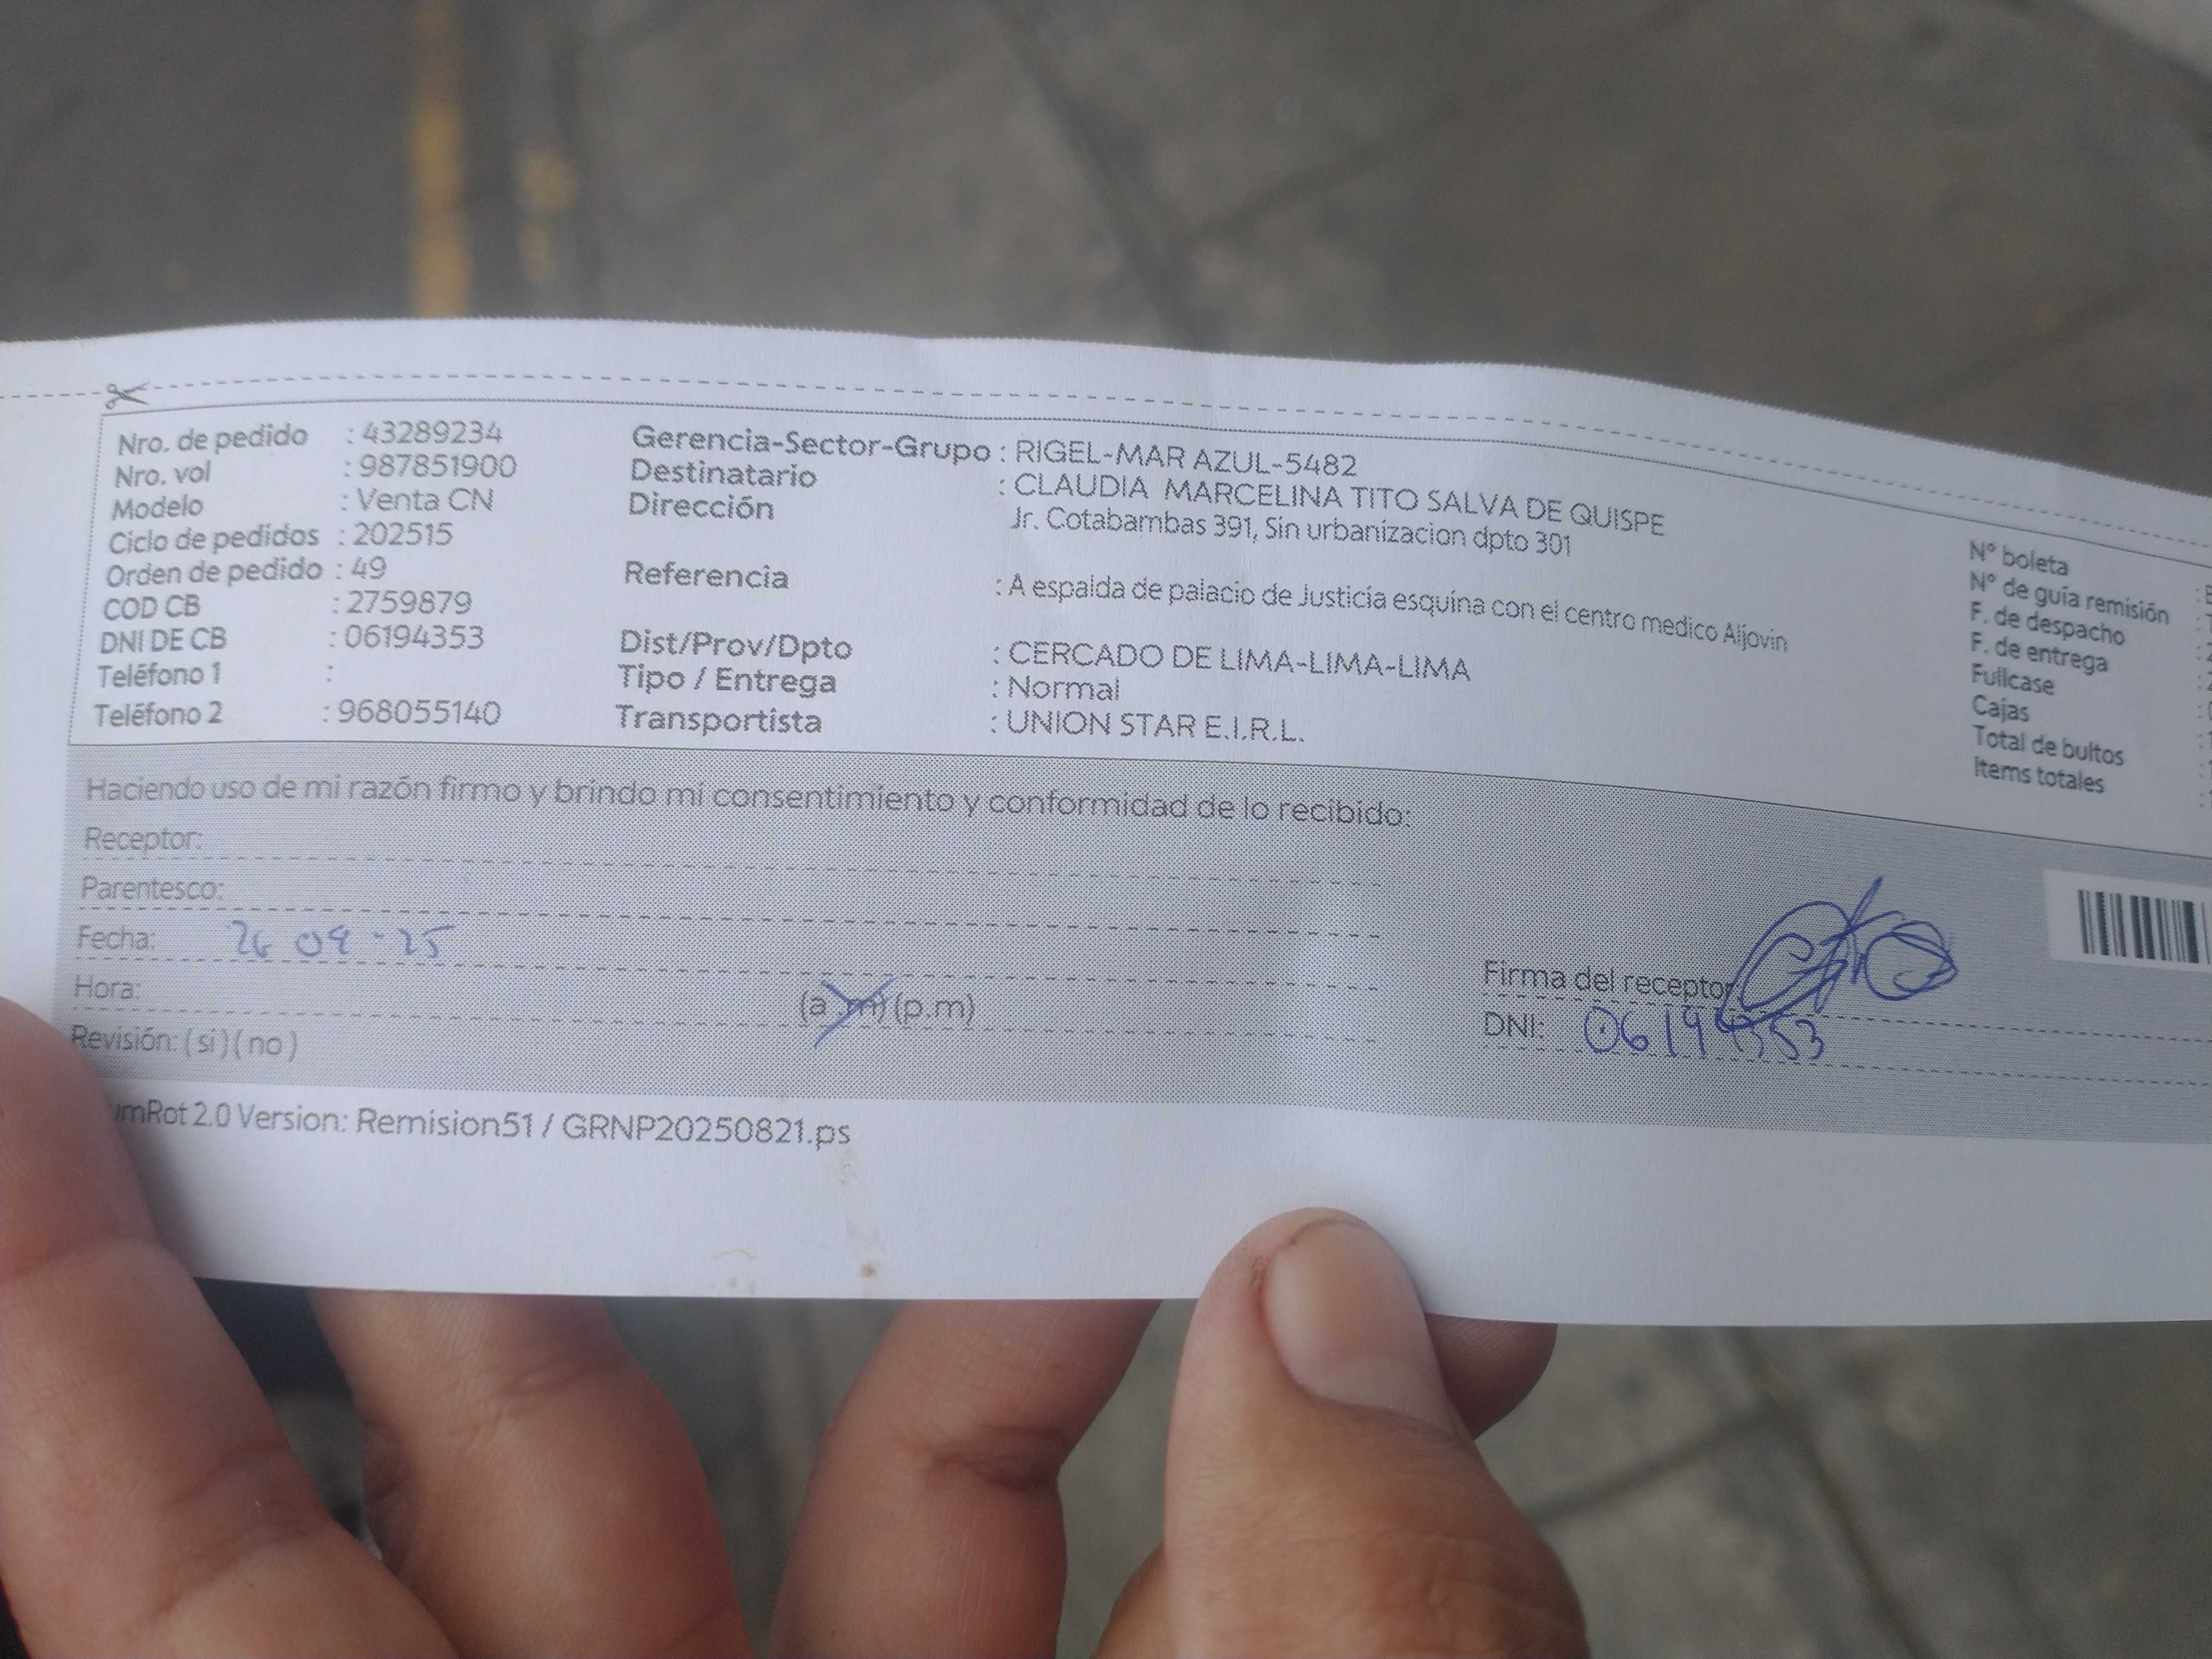 Nro. de pedido : 43289234
Nro. vol : 987851900
Modelo : Venta CN
Ciclo de pedidos : 202515
Orden de pedido : 49
COD CB : 2759879
DNI DE CB : 06194353
Teléfono 1 :
Teléfono 2 : 968055140
Gerencia-Sector-Grupo : RIGEL-MAR AZUL-5482
Destinatario : CLAUDIA MARCELINA TITO SALVA DE QUISPE
Dirección Jr. Cotabambas 391, Sin urbanizacion dpto 301
Referencia : A espalda de palacio de Justicia esquina con el centro medico Aljovin
Dist/Prov/Dpto : CERCADO DE LIMA-LIMA-LIMA
Tipo / Entrega : Normal
Transportista : UNION STAR E.I.R.L.
N° boleta :
N° de guía remisión :
F. de despacho :
F. de entrega :
Fullcase :
Cajas :
Total de bultos :
Items totales :
Haciendo uso de mi razón firmo y brindo mi consentimiento y conformidad de lo recibido:
Receptor:
Parentesco:
Fecha: 26 09-25
Hora: (a.m) (p.m)
Revisión: (si) (no)
Firma del receptor
DNI: 06194353
2.0 Version: Remision51 / GRNP20250821.ps